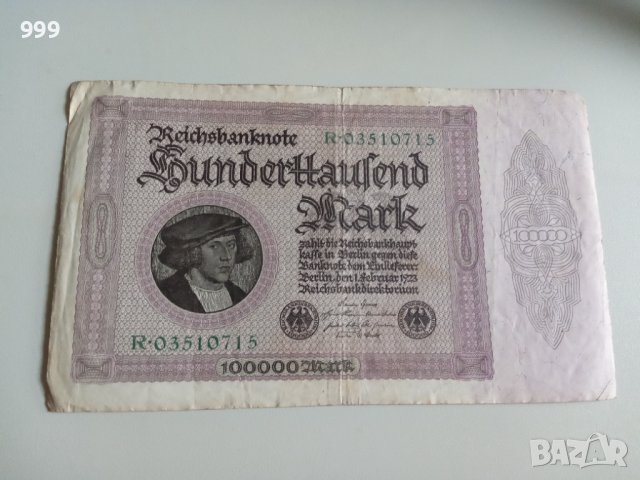 999
Reichsbanknote R·03510715
Hunderttausend
Mark
zahlt die Reichsbankhaupt-
kasse in Berlin gegen diese
Banknote dem Einlieferer
Berlin, den 1. Februar 1923
Reichsbankdirektorium
R·03510715
100000 Mark
100000
BAZAR